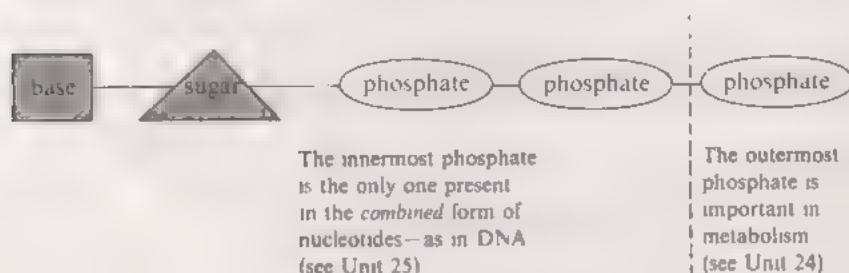 base sugar phosphate phosphate phosphate
The innermost phosphate
is the only one present
in the combined form of
nucleotides—as in DNA
(see Unit 25)
The outermost
phosphate is
important in
metabolism
(see Unit 24)